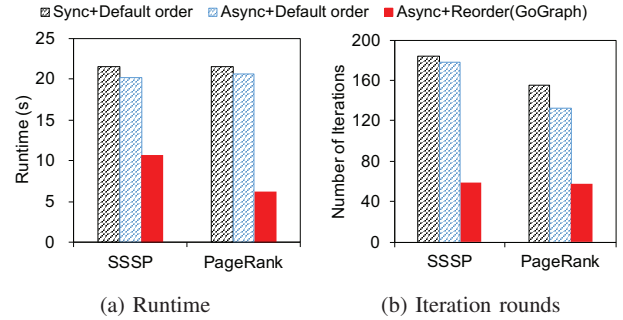 Sync+Default order Async+Default order Async+Reorder(GoGraph)
Runtime (s)
25
20
15
10
5
0
SSSP PageRank
(a) Runtime
Number of Iterations
200
160
120
80
40
0
SSSP PageRank
(b) Iteration rounds